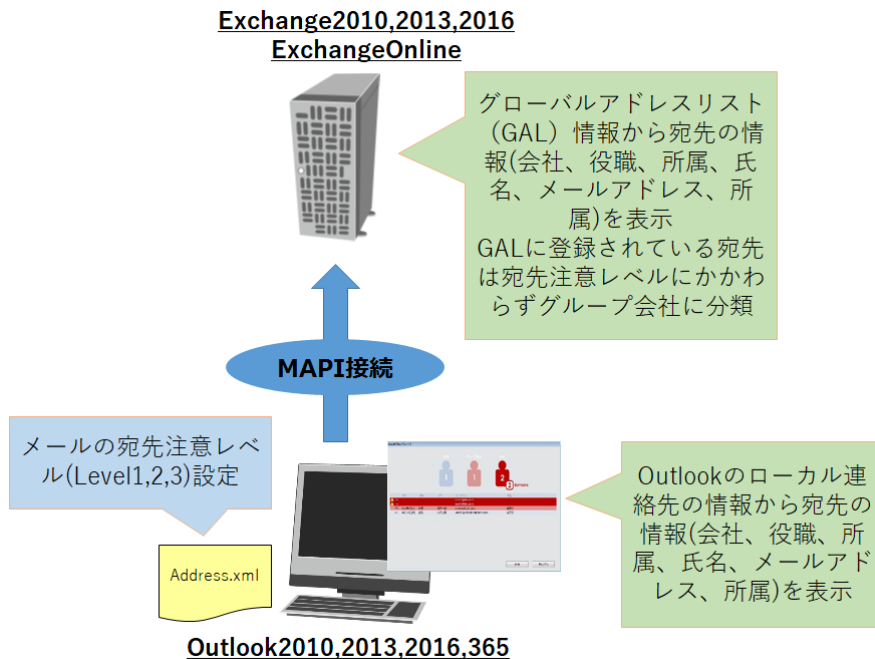 Exchange2010,2013,2016
ExchangeOnline
グローバルアドレスリスト
（GAL）情報から宛先の情
報(会社、役職、所属、氏
名、メールアドレス、所
属)を表示
GALに登録されている宛先
は宛先注意レベルにかかわ
らずグループ会社に分類
MAPI接続
メールの宛先注意レベ
ル(Level1,2,3)設定
Outlookのローカル連
絡先の情報から宛先の
情報(会社、役職、所
属、氏名、メールアド
レス、所属)を表示
Address.xml
Outlook2010,2013,2016,365